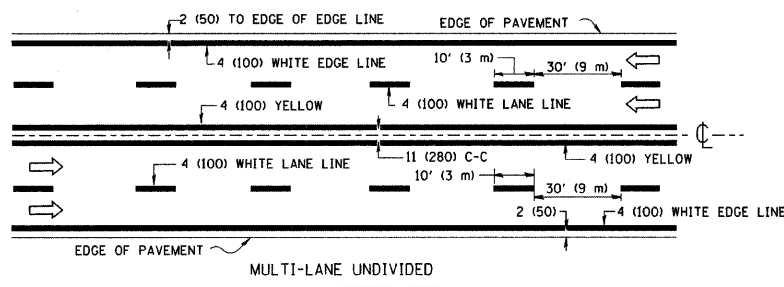 2 (50) TO EDGE OF EDGE LINE
EDGE OF PAVEMENT
4 (100) WHITE EDGE LINE
10' (3 m)
30' (9 m)
4 (100) YELLOW
4 (100) WHITE LANE LINE
4 (100) WHITE LANE LINE
11 (280) C-C
4 (100) YELLOW
10' (3 m)
30' (9 m)
2 (50)
4 (100) WHITE EDGE LINE
EDGE OF PAVEMENT
MULTI-LANE UNDIVIDED